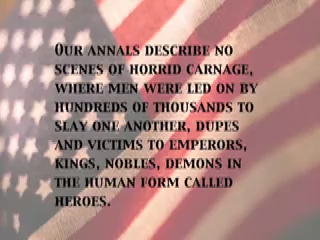 Our annals describe no
scenes of horrid carnage,
where men were led on by
hundreds of thousands to
slay one another, dupes
and victims to emperors,
kings, nobles, demons in
the human form called
heroes.